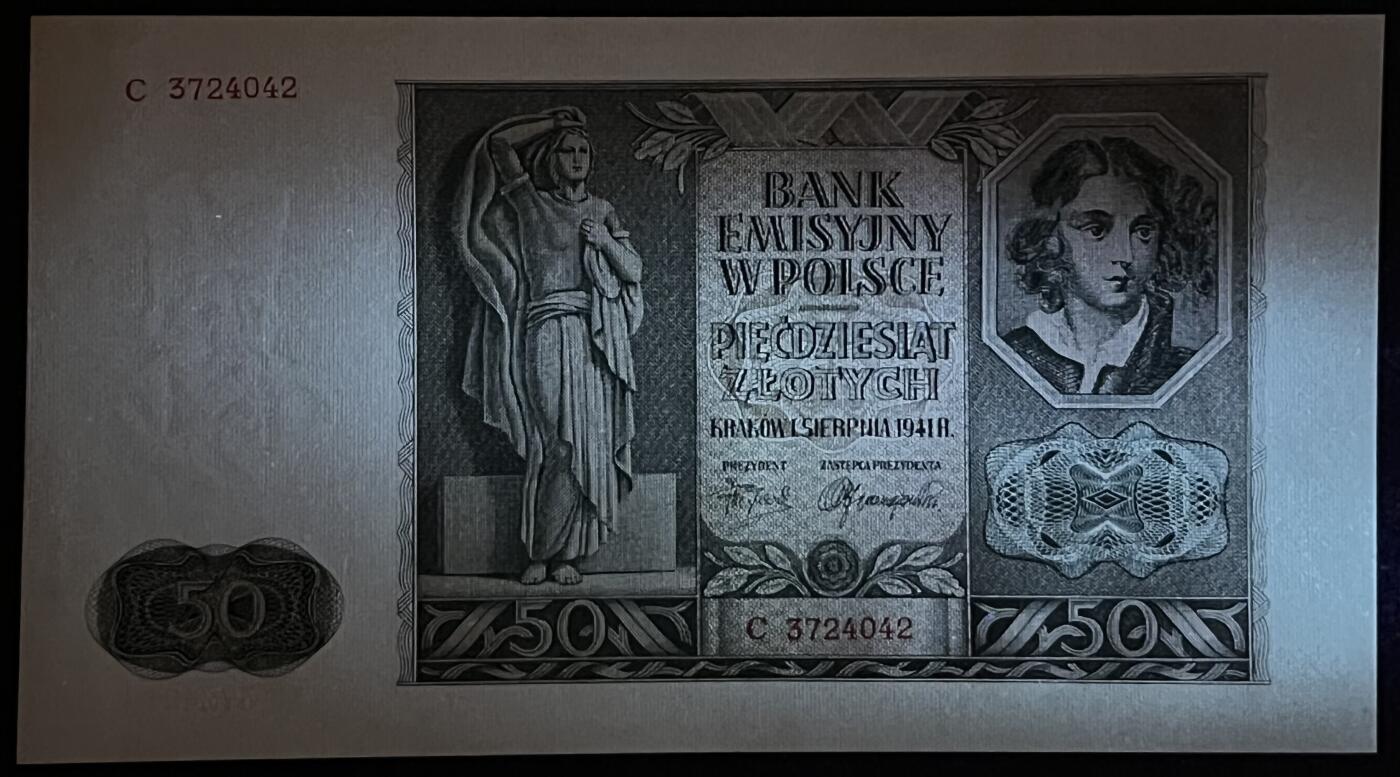 C 3724042
BANK
EMISYJNY
W POLSCE
PIĘĆDZIESIĄT
ZŁOTYCH
KRAKÓW 1 SIERPNIA 1941 R.
PREZYDENT ZASTĘPCA PREZYDENTA
50
50
C 3724042
50